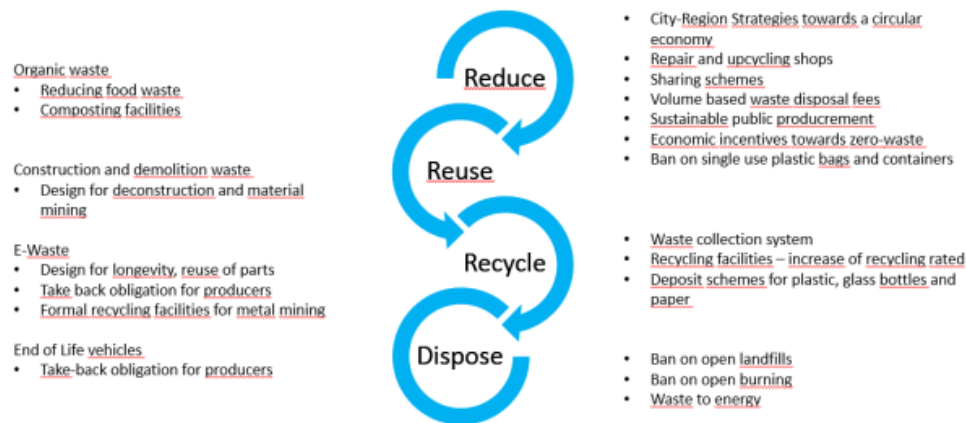 Organic waste
• Reducing food waste
• Composting facilities
Construction and demolition waste
• Design for deconstruction and material
mining
E-Waste
• Design for longevity, reuse of parts
• Take back obligation for producers
• Formal recycling facilities for metal mining
End of Life vehicles
• Take-back obligation for producers
Reduce
Reuse
Recycle
Dispose
• City-Region Strategies towards a circular
economy
• Repair and upcycling shops
• Sharing schemes
• Volume based waste disposal fees
• Sustainable public producrement
• Economic incentives towards zero-waste
• Ban on single use plastic bags and containers
• Waste collection system
• Recycling facilities – increase of recycling rated
• Deposit schemes for plastic, glass bottles and
paper
• Ban on open landfills
• Ban on open burning
• Waste to energy